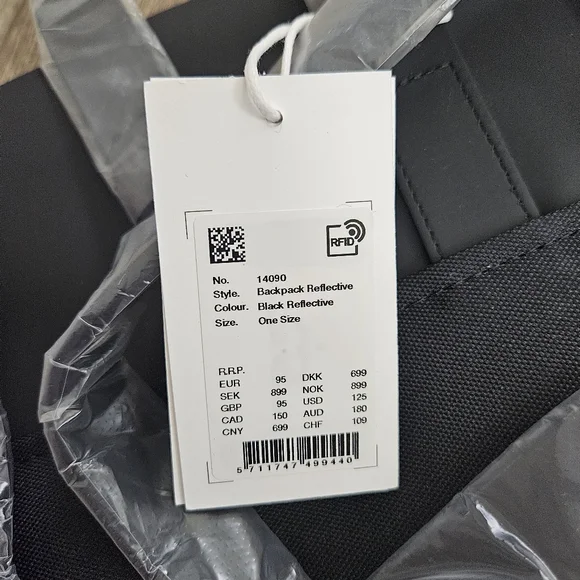 RFID
No. 14090
Style. Backpack Reflective
Colour. Black Reflective
Size. One Size
R.R.P.
EUR 95 DKK 699
SEK 899 NOK 899
GBP 95 USD 125
CAD 150 AUD 180
CNY 699 CHF 109
5 711747 499440